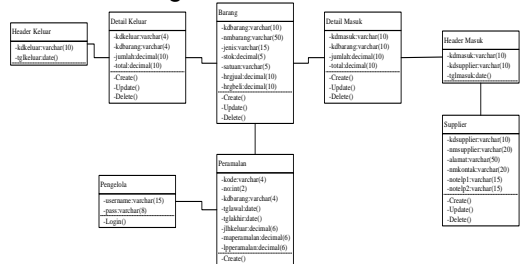 Header Keluar
-kdkeluar:varchar(10)
-tglkeluar:date()
Detail Keluar
-kdkeluar:varchar(4)
-kdbarang:varchar(4)
-jumlah:decimal(10)
-total:decimal(10)
-Create()
-Update()
-Delete()
Barang
-kdbarang:varchar(10)
-nmbarang:varchar(50)
-jenis:varchar(15)
-stok:decimal(5)
-satuan:varchar(5)
-hrgjual:decimal(10)
-hrgbeli:decimal(10)
-Create()
-Update()
-Delete()
Detail Masuk
-kdmasuk:varchar(10)
-kdbarang:varchar(10)
-jumlah:decimal(10)
-total:decimal(10)
-Create()
-Update()
-Delete()
Header Masuk
-kdmasuk:varchar(10)
-kdsupplier:varchar(10)
-tglmasuk:date()
Supplier
-kdsupplier:varchar(10)
-nmsupplier:varchar(20)
-alamat:varchar(50)
-nmkontak:varchar(20)
-notelp1:varchar(15)
-notelp2:varchar(15)
-Create()
-Update()
-Delete()
Pengelola
-username:varchar(15)
-pass:varchar(8)
-Login()
Peramalan
-kode:varchar(4)
-no:int(2)
-kdbarang:varchar(4)
-tglawal:date()
-tglakhir:date()
-jlhkeluar:decimal(6)
-maperamalan:decimal(6)
-lpperamalan:decimal(6)
-Create()